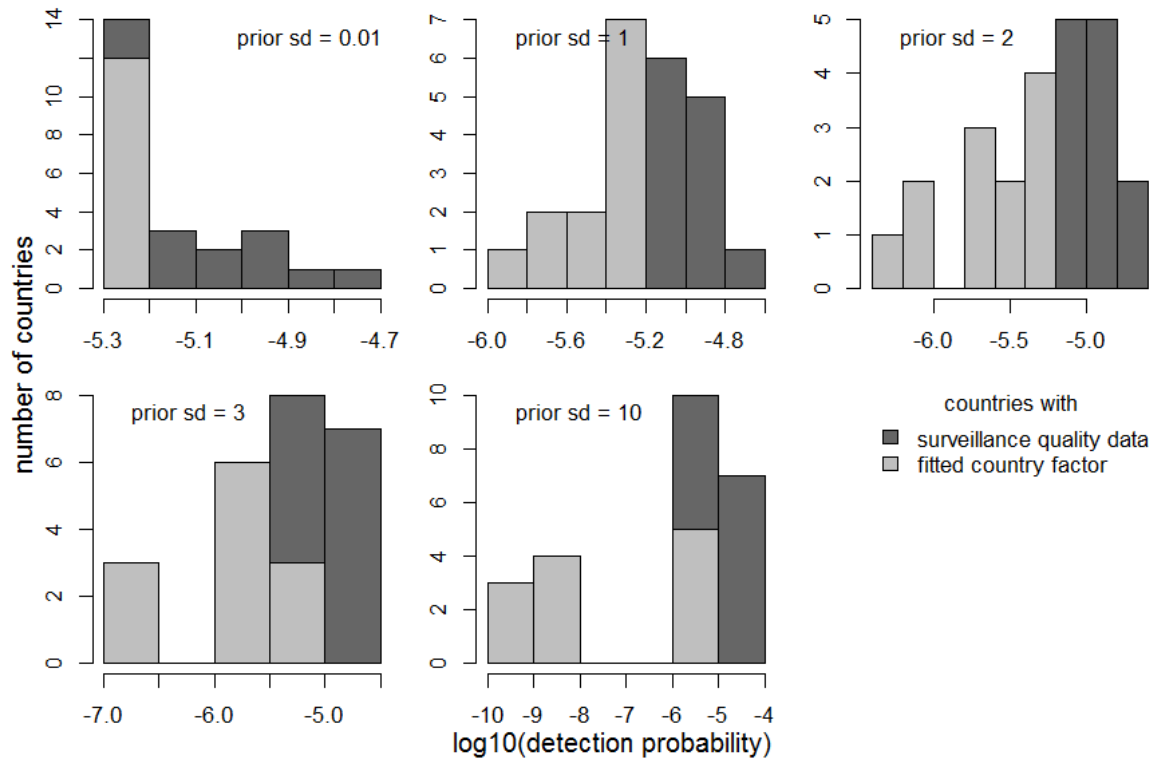 prior sd = 0.01
14
10
8
6
4
2
0
-5.3 -5.1 -4.9 -4.7
prior sd = 1
7
6
5
4
3
2
1
0
-6.0 -5.6 -5.2 -4.8
prior sd = 2
5
4
3
2
1
0
-6.0 -5.5 -5.0
number of countries
prior sd = 3
8
6
4
2
0
-7.0 -6.0 -5.0
prior sd = 10
10
8
6
4
2
0
-10 -9 -8 -7 -6 -5 -4
log10(detection probability)
countries with
surveillance quality data
fitted country factor